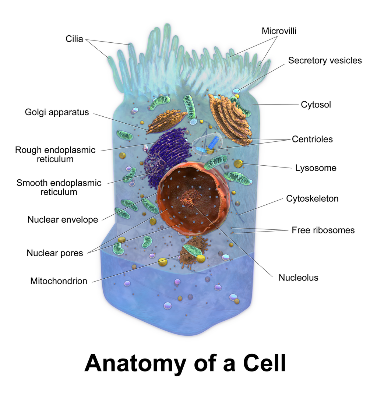 Cilia
Microvilli
Secretory vesicles
Golgi apparatus
Cytosol
Rough endoplasmic
reticulum
Centrioles
Lysosome
Smooth endoplasmic
reticulum
Cytoskeleton
Nuclear envelope
Free ribosomes
Nuclear pores
Mitochondrion
Nucleolus
Anatomy of a Cell